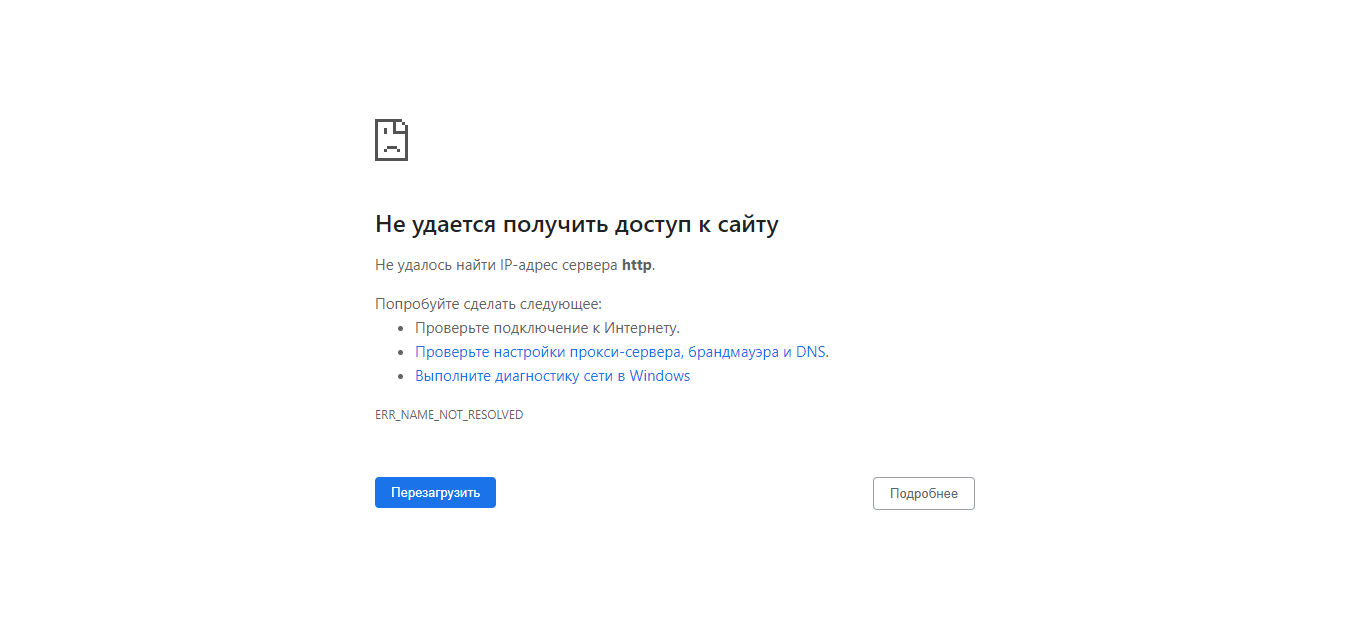 Не удается получить доступ к сайту
Не удалось найти IP-адрес сервера http.
Попробуйте сделать следующее:
Проверьте подключение к Интернету.
Проверьте настройки прокси-сервера, брандмауэра и DNS.
Выполните диагностику сети в Windows
ERR_NAME_NOT_RESOLVED
Перезагрузить
Подробнее